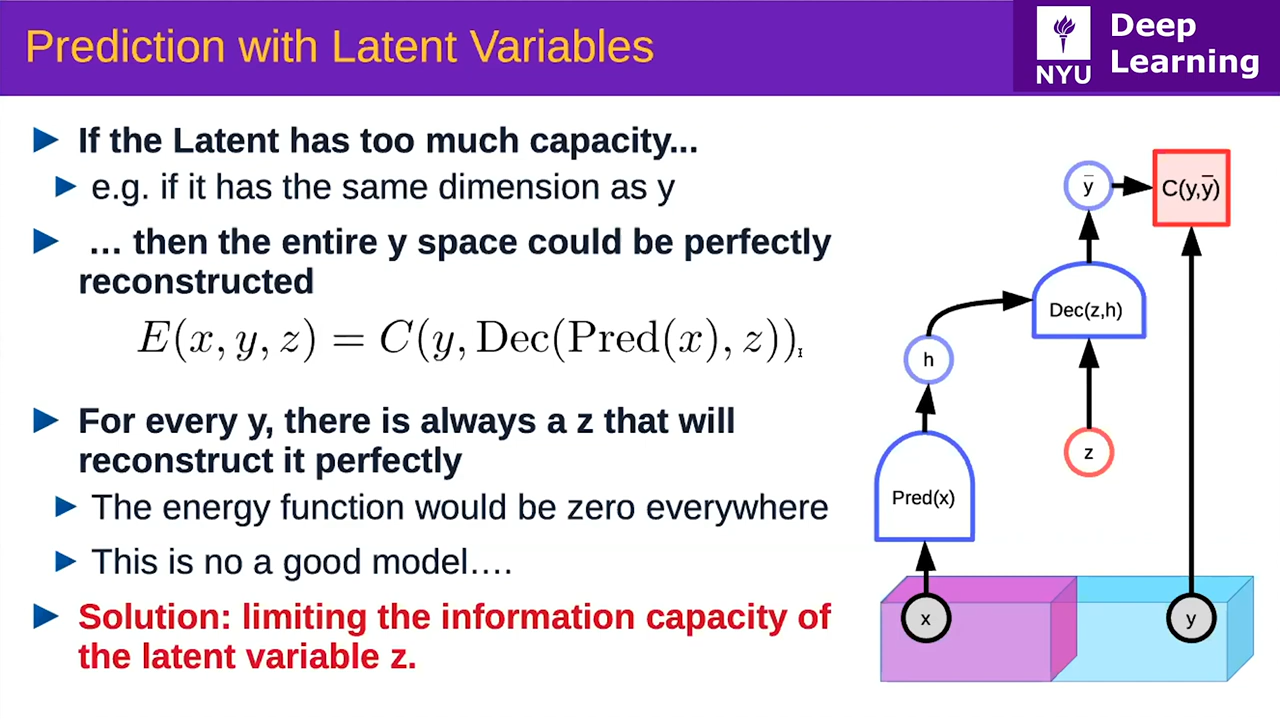 Prediction with Latent Variables
NYU
Deep
Learning
If the Latent has too much capacity...
e.g. if it has the same dimension as y
... then the entire y space could be perfectly
reconstructed
E(x, y, z) = C(y, Dec(Pred(x), z))
For every y, there is always a z that will
reconstruct it perfectly
The energy function would be zero everywhere
This is no a good model....
Solution: limiting the information capacity of
the latent variable z.
ȳ
C(y,ȳ)
Dec(z,h)
h
z
Pred(x)
x
y